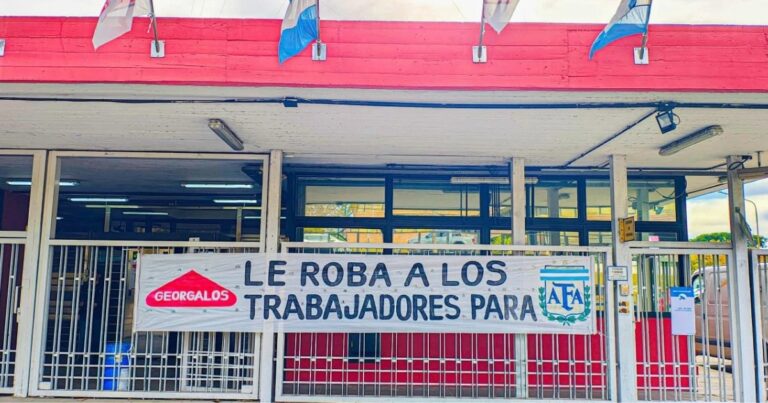 GEORGALOS
LE ROBA A LOS
TRABAJADORES PARA
AFA